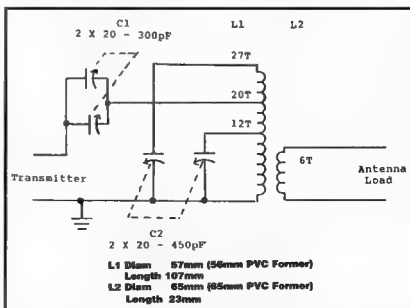 C1
2 X 20 - 300pF
L1
L2
27T
20T
12T
6T
Transmitter
Antenna
Load
C2
2 X 20 - 450pF
L1 Diam 57mm (56mm PVC Former)
Length 107mm
L2 Diam 65mm (65mm PVC Former)
Length 23mm